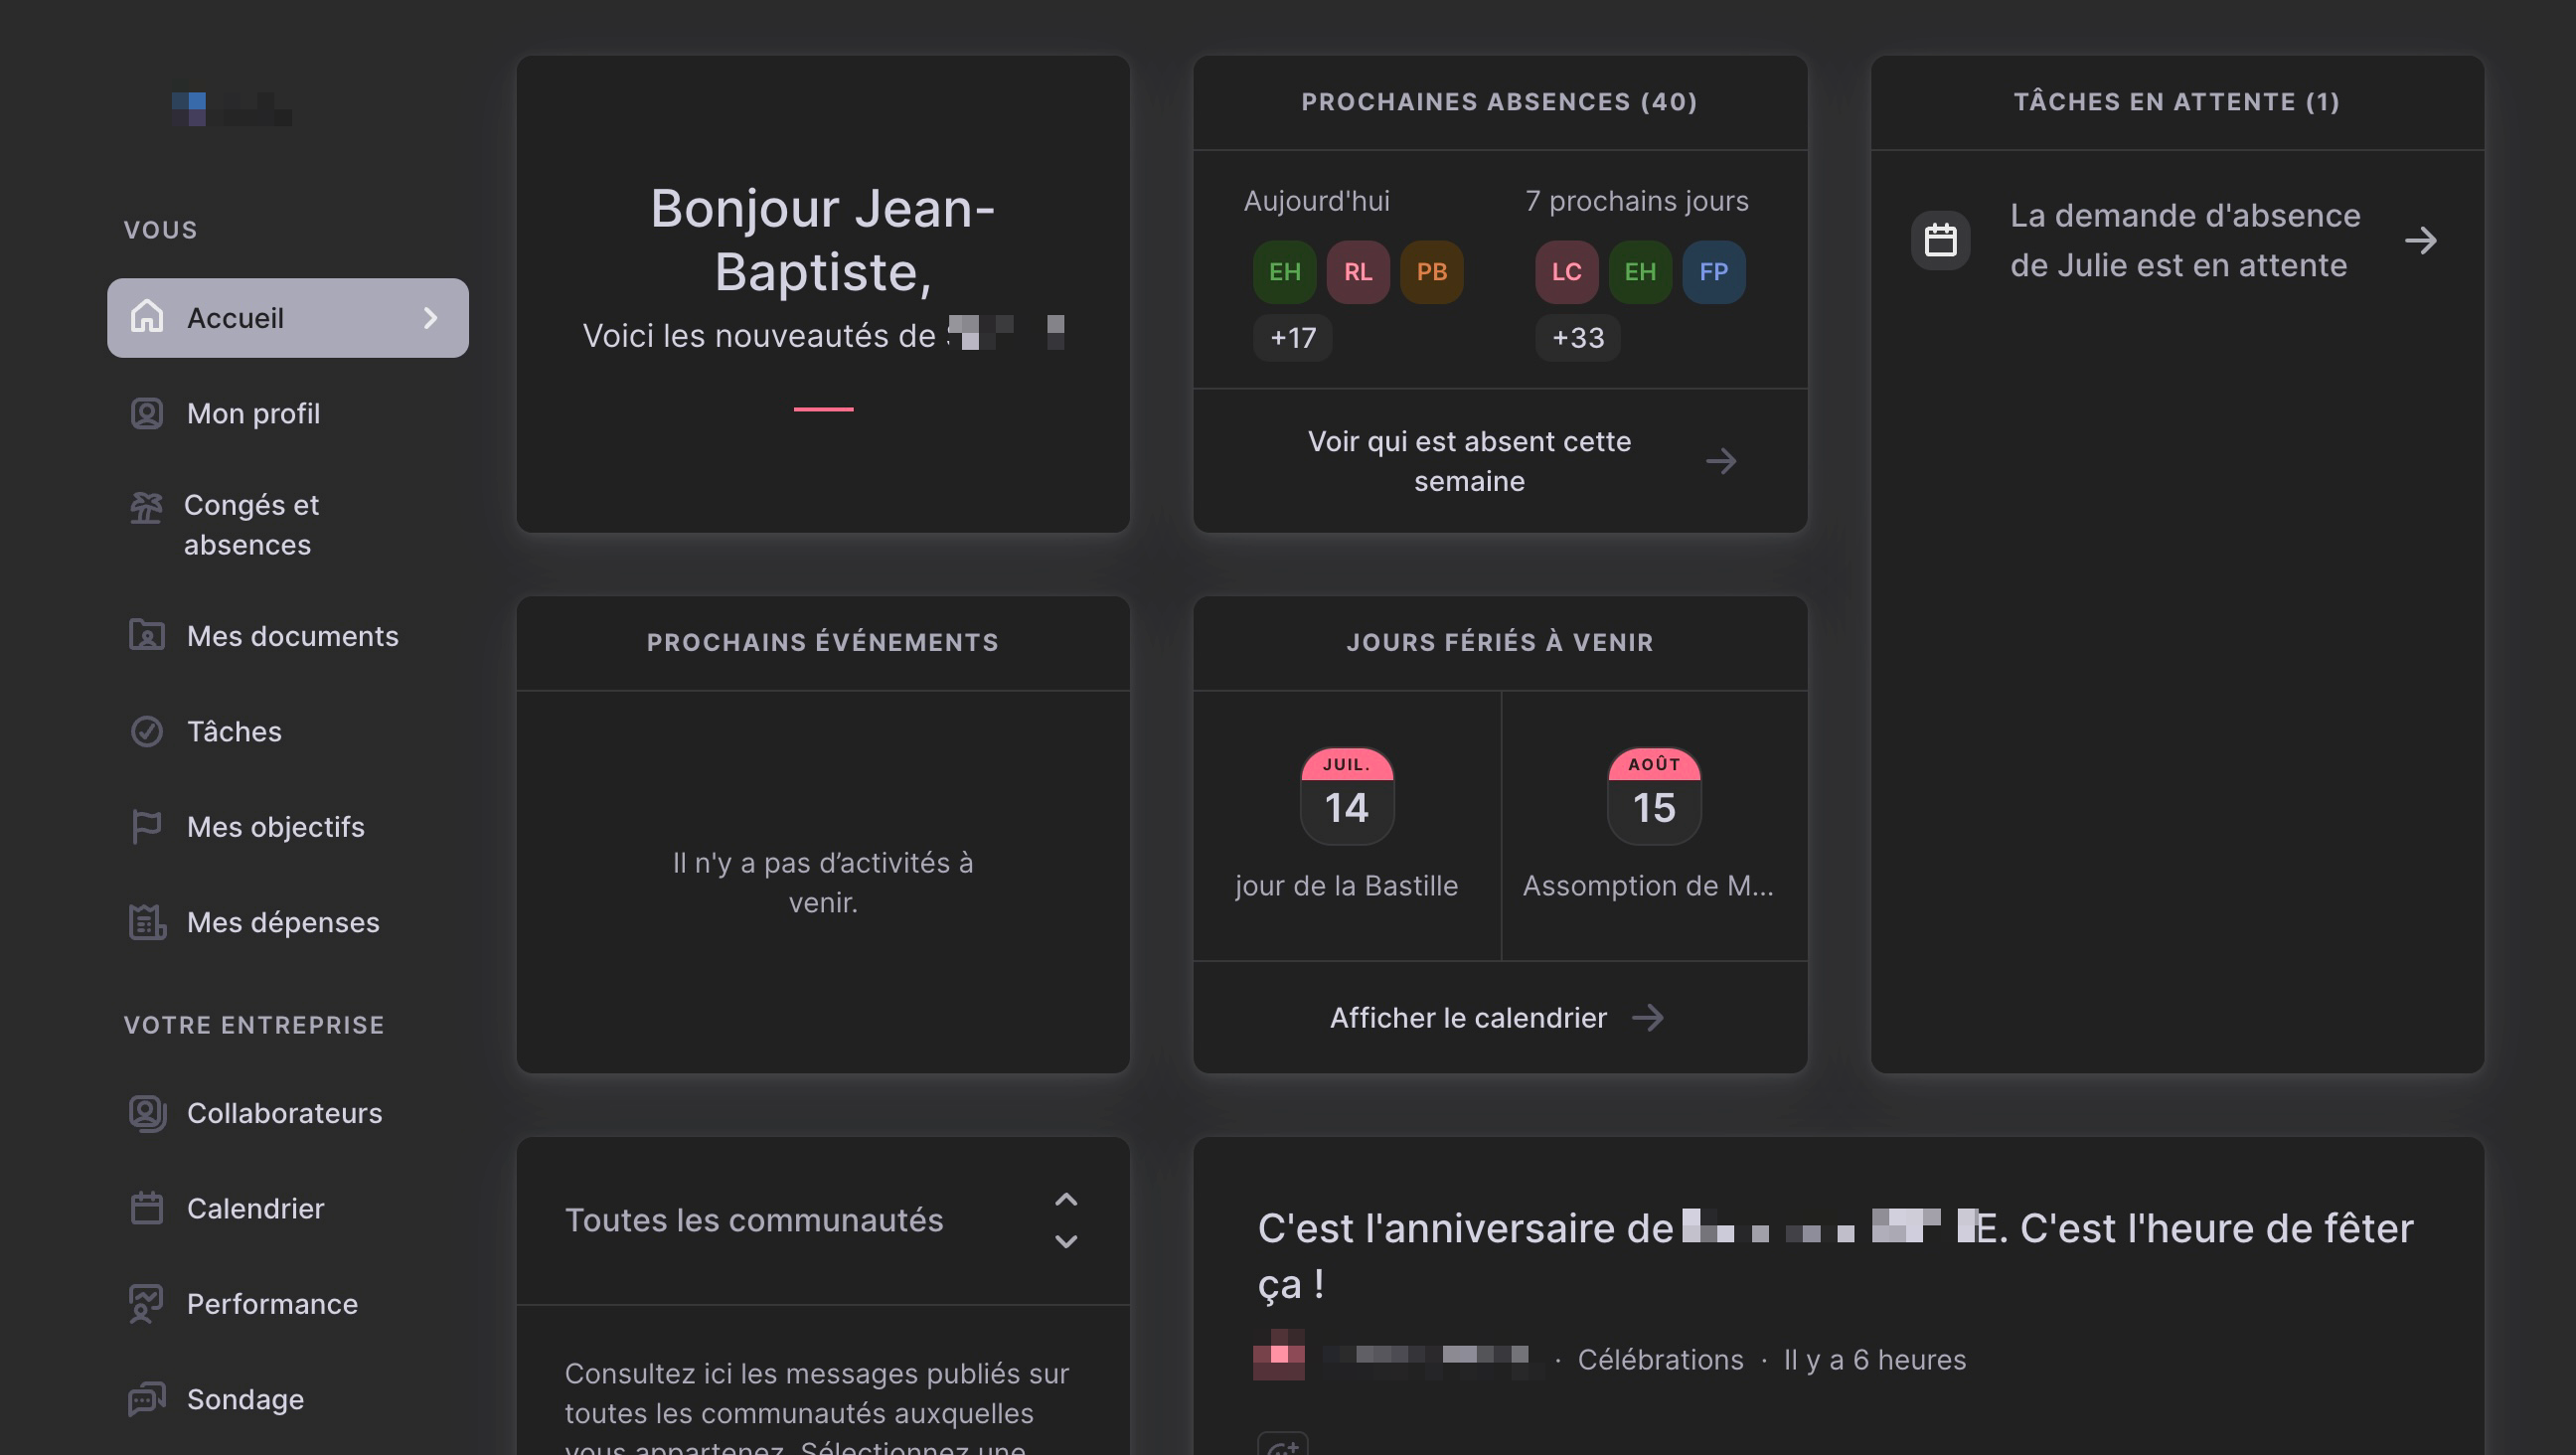 VOUS
Accueil
Mon profil
Congés et
absences
Mes documents
Tâches
Mes objectifs
Mes dépenses
VOTRE ENTREPRISE
Collaborateurs
Calendrier
Performance
Sondage
Bonjour Jean-
Baptiste,
Voici les nouveautés de
PROCHAINES ABSENCES (40)
Aujourd'hui
EH RL PB
+17
7 prochains jours
LC EH FP
+33
Voir qui est absent cette
semaine
TÂCHES EN ATTENTE (1)
La demande d'absence
de Julie est en attente
PROCHAINS ÉVÉNEMENTS
Il n'y a pas d’activités à
venir.
JOURS FÉRIÉS À VENIR
JUIL.
14
jour de la Bastille
AOÛT
15
Assomption de M...
Afficher le calendrier
Toutes les communautés
Consultez ici les messages publiés sur
toutes les communautés auxquelles
vous appartenez. Sélectionnez une
C'est l'anniversaire de E. C'est l'heure de fêter
ça !
· Célébrations · Il y a 6 heures